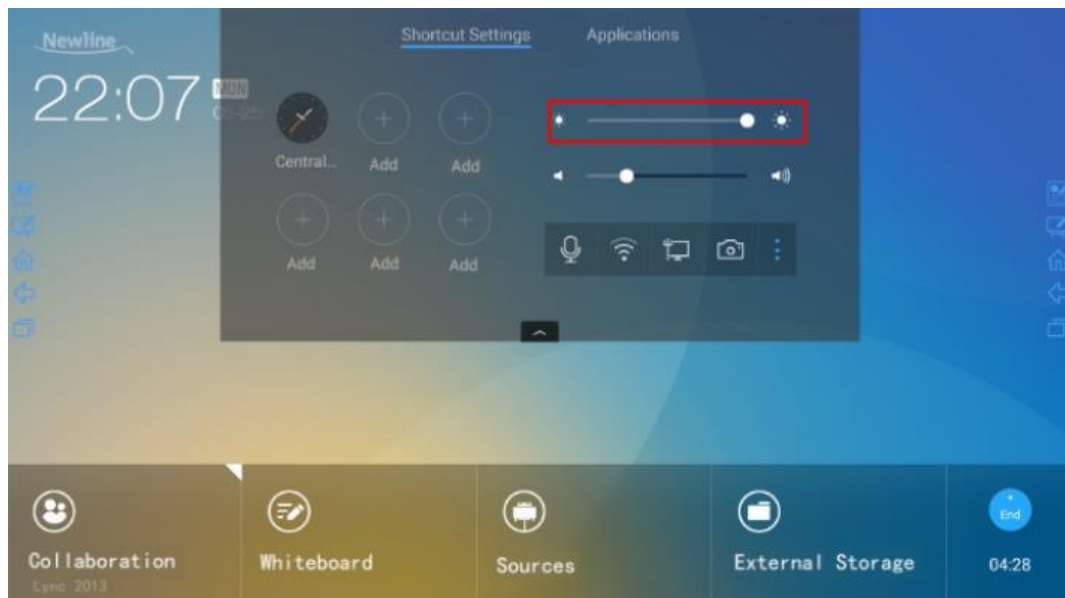 Newline
Shortcut Settings
Applications
22:07
MON
Central...
Add
Add
Add
Add
Add
Collaboration
Lync 2013
Whiteboard
Sources
External Storage
End
04:28